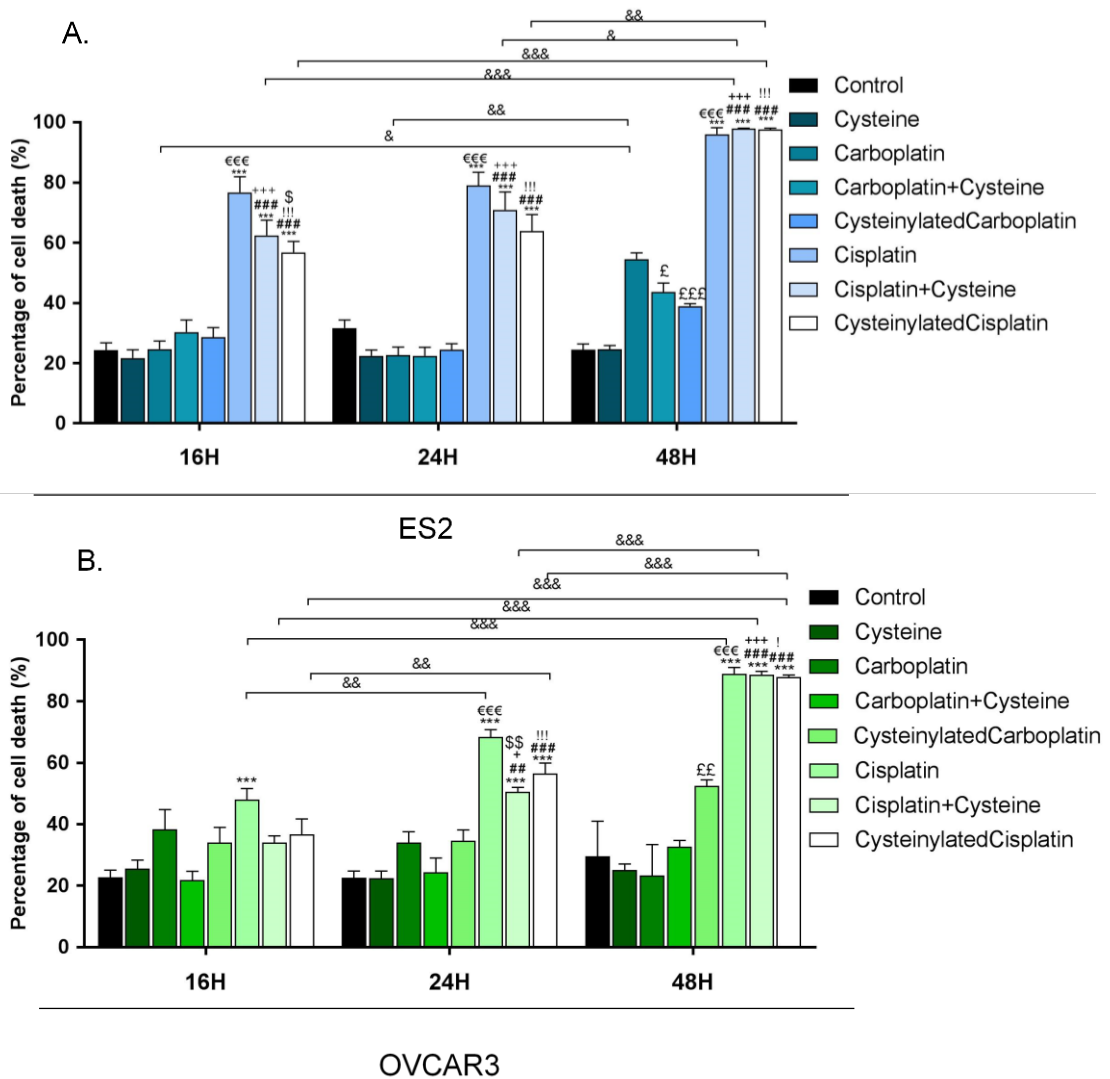 A.
&&
&
&&&
&&&
&&
&
Percentage of cell death (%)
100
80
60
40
20
0
€€€
***
+++
###
***
$
!!!
###
***
€€€
***
+++
###
***
!!!
###
***
£
£££
€€€
***
+++
###
***
!!!
###
***
16H
24H
48H
Control
Cysteine
Carboplatin
Carboplatin+Cysteine
CysteinylatedCarboplatin
Cisplatin
Cisplatin+Cysteine
CysteinylatedCisplatin
ES2
B.
&&&
&&&
&&&
&&&
&&&
&&
&&
Percentage of cell death (%)
100
80
60
40
20
0
***
€€€
***
$$
+
##
***
!!!
###
***
££
€€€
***
+++
###
***
!
###
***
16H
24H
48H
Control
Cysteine
Carboplatin
Carboplatin+Cysteine
CysteinylatedCarboplatin
Cisplatin
Cisplatin+Cysteine
CysteinylatedCisplatin
OVCAR3